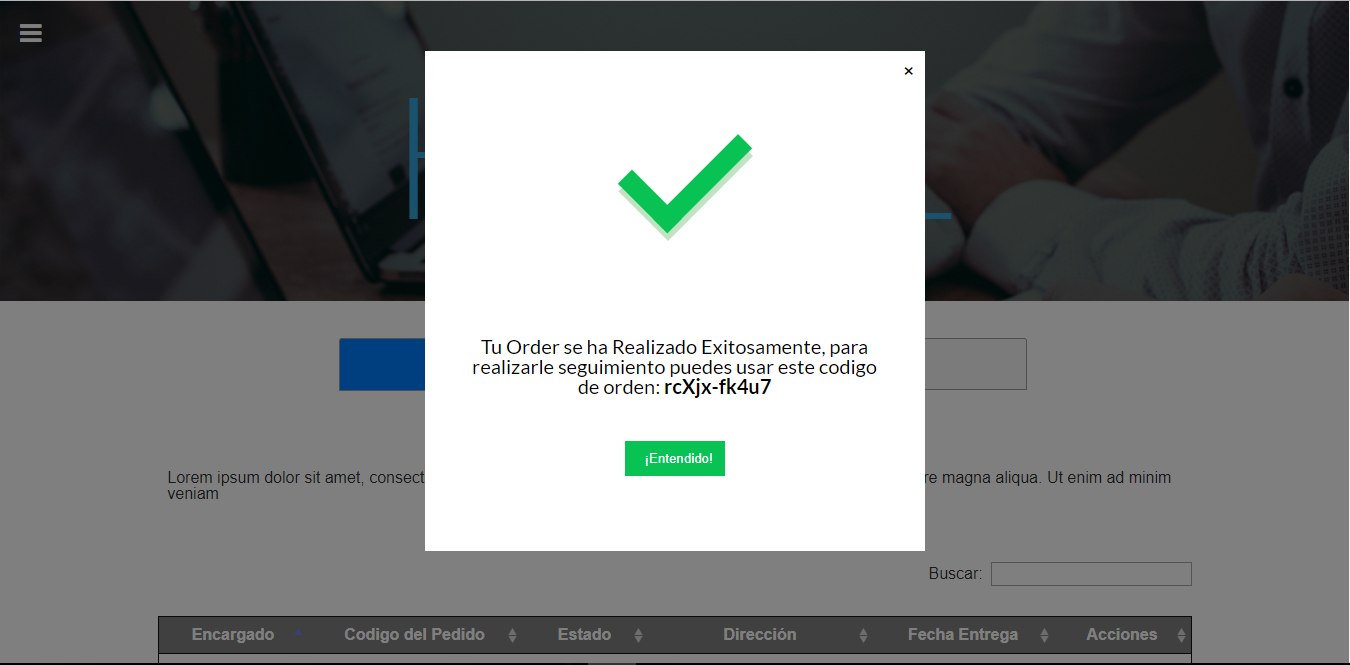 ×
Tu Order se ha Realizado Exitosamente, para
realizarle seguimiento puedes usar este codigo
de orden: rcXjx-fk4u7
¡Entendido!
Lorem ipsum dolor sit amet, re magna aliqua. Ut enim ad minim
veniam
Buscar:
Encargado Codigo del Pedido Estado Dirección Fecha Entrega Acciones